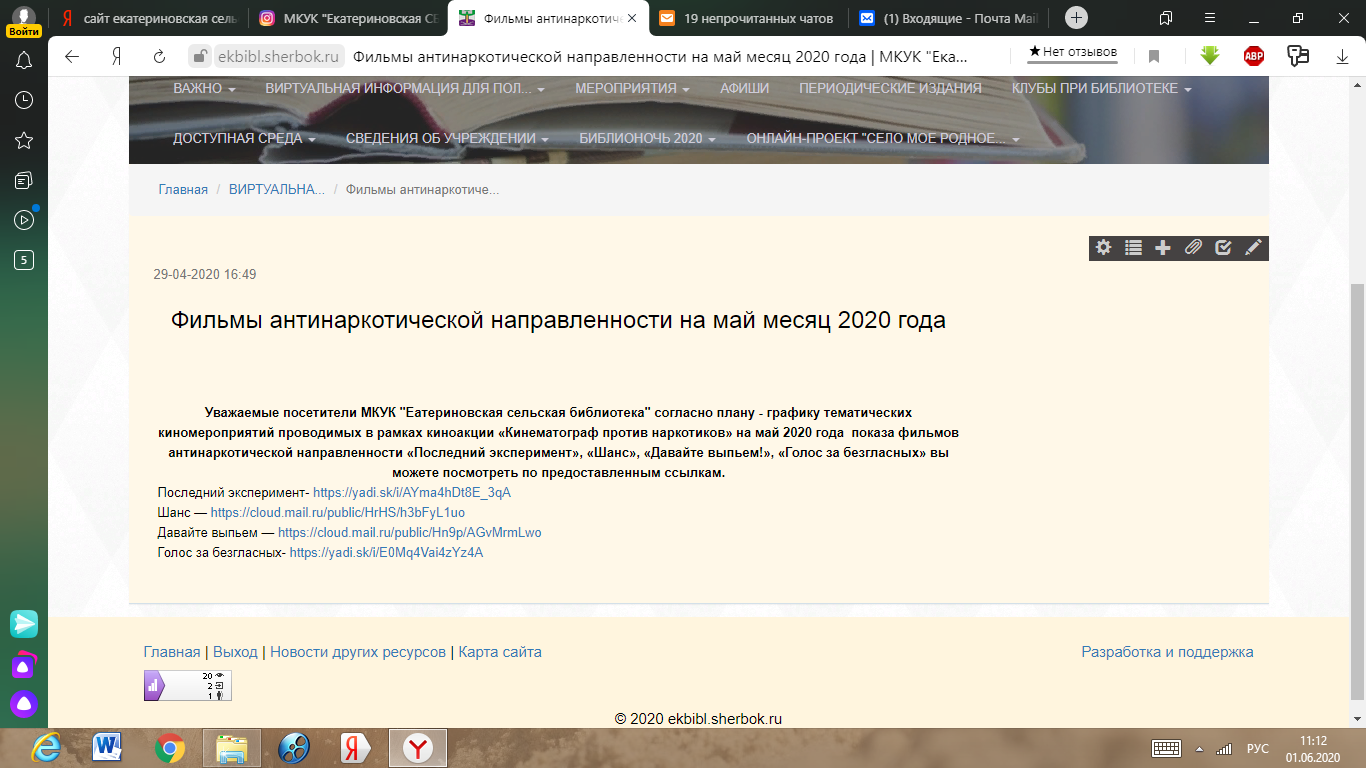 Войти
сайт екатериновская сель
МКУК "Екатериновская СБ
Фильмы антинаркотиче
19 непрочитанных чатов
(1) Входящие - Почта Mail
ekbibl.sherbok.ru Фильмы антинаркотической направленности на май месяц 2020 года | МКУК "Ека...
★Нет отзывов
ABP
5
ВАЖНО ВИРТУАЛЬНАЯ ИНФОРМАЦИЯ ДЛЯ ПОЛ... МЕРОПРИЯТИЯ АФИШИ ПЕРИОДИЧЕСКИЕ ИЗДАНИЯ КЛУБЫ ПРИ БИБЛИОТЕКЕ
ДОСТУПНАЯ СРЕДА СВЕДЕНИЯ ОБ УЧРЕЖДЕНИИ БИБЛИОНОЧЬ 2020 ОНЛАЙН-ПРОЕКТ "СЕЛО МОЕ РОДНОЕ...
Главная / ВИРТУАЛЬНА... / Фильмы антинаркотиче...
29-04-2020 16:49
Фильмы антинаркотической направленности на май месяц 2020 года
Уважаемые посетители МКУК "Еатериновская сельская библиотека" согласно плану - графику тематических
киномероприятий проводимых в рамках киноакции «Кинематограф против наркотиков» на май 2020 года показа фильмов
антинаркотической направленности «Последний эксперимент», «Шанс», «Давайте выпьем!», «Голос за безгласных» вы
можете посмотреть по предоставленным ссылкам.
Последний эксперимент- https://yadi.sk/i/AYma4hDt8E_3qA
Шанс — https://cloud.mail.ru/public/HrHS/h3bFyL1uo
Давайте выпьем — https://cloud.mail.ru/public/Hn9p/AGvMrmLwo
Голос за безгласных- https://yadi.sk/i/E0Mq4Vai4zYz4A
Главная | Выход | Новости других ресурсов | Карта сайта
Разработка и поддержка
20
2
1
© 2020 ekbibl.sherbok.ru
РУС
11:12
01.06.2020